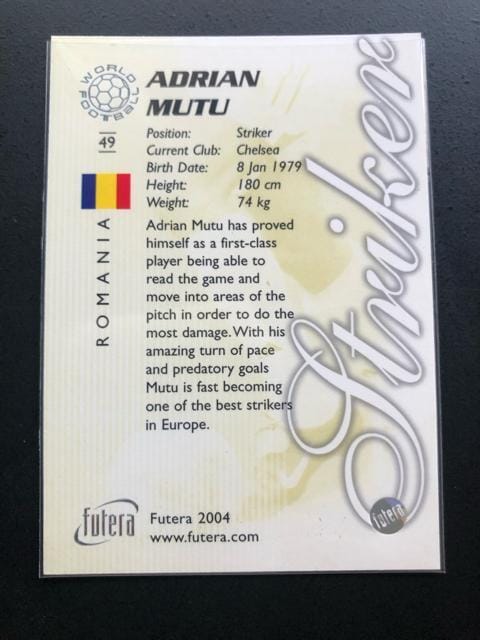 WORLD FOOTBALL
ADRIAN
MUTU
49
Position: Striker
Current Club: Chelsea
Birth Date: 8 Jan 1979
Height: 180 cm
Weight: 74 kg
ROMANIA
Adrian Mutu has proved
himself as a first-class
player being able to
read the game and
move into areas of the
pitch in order to do the
most damage. With his
amazing turn of pace
and predatory goals
Mutu is fast becoming
one of the best strikers
in Europe.
Striker
futera
Futera 2004
www.futera.com
futera